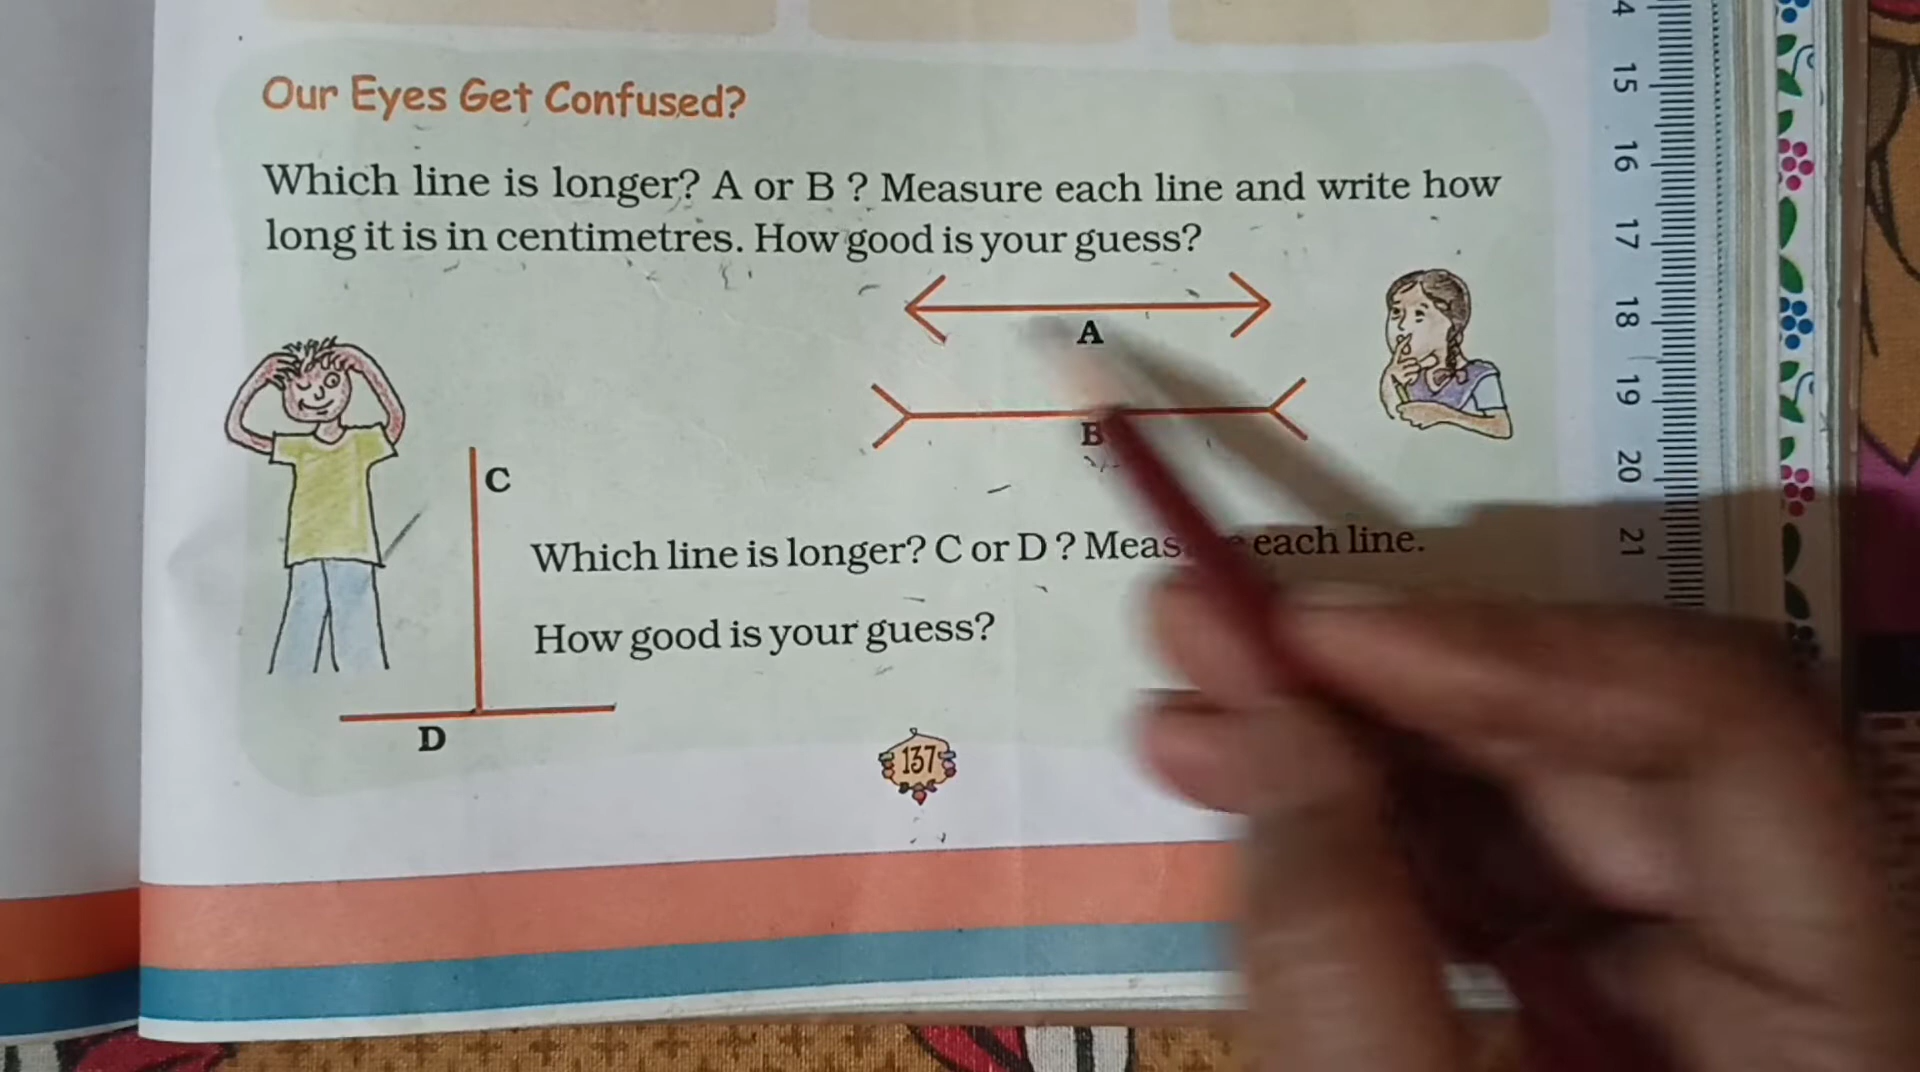 Our Eyes Get Confused?
Which line is longer? A or B ? Measure each line and write how
long it is in centimetres. How good is your guess?
A
B
C
Which line is longer? C or D ? Meas each line.
How good is your guess?
D
137
4
15
16
17
18
19
20
21